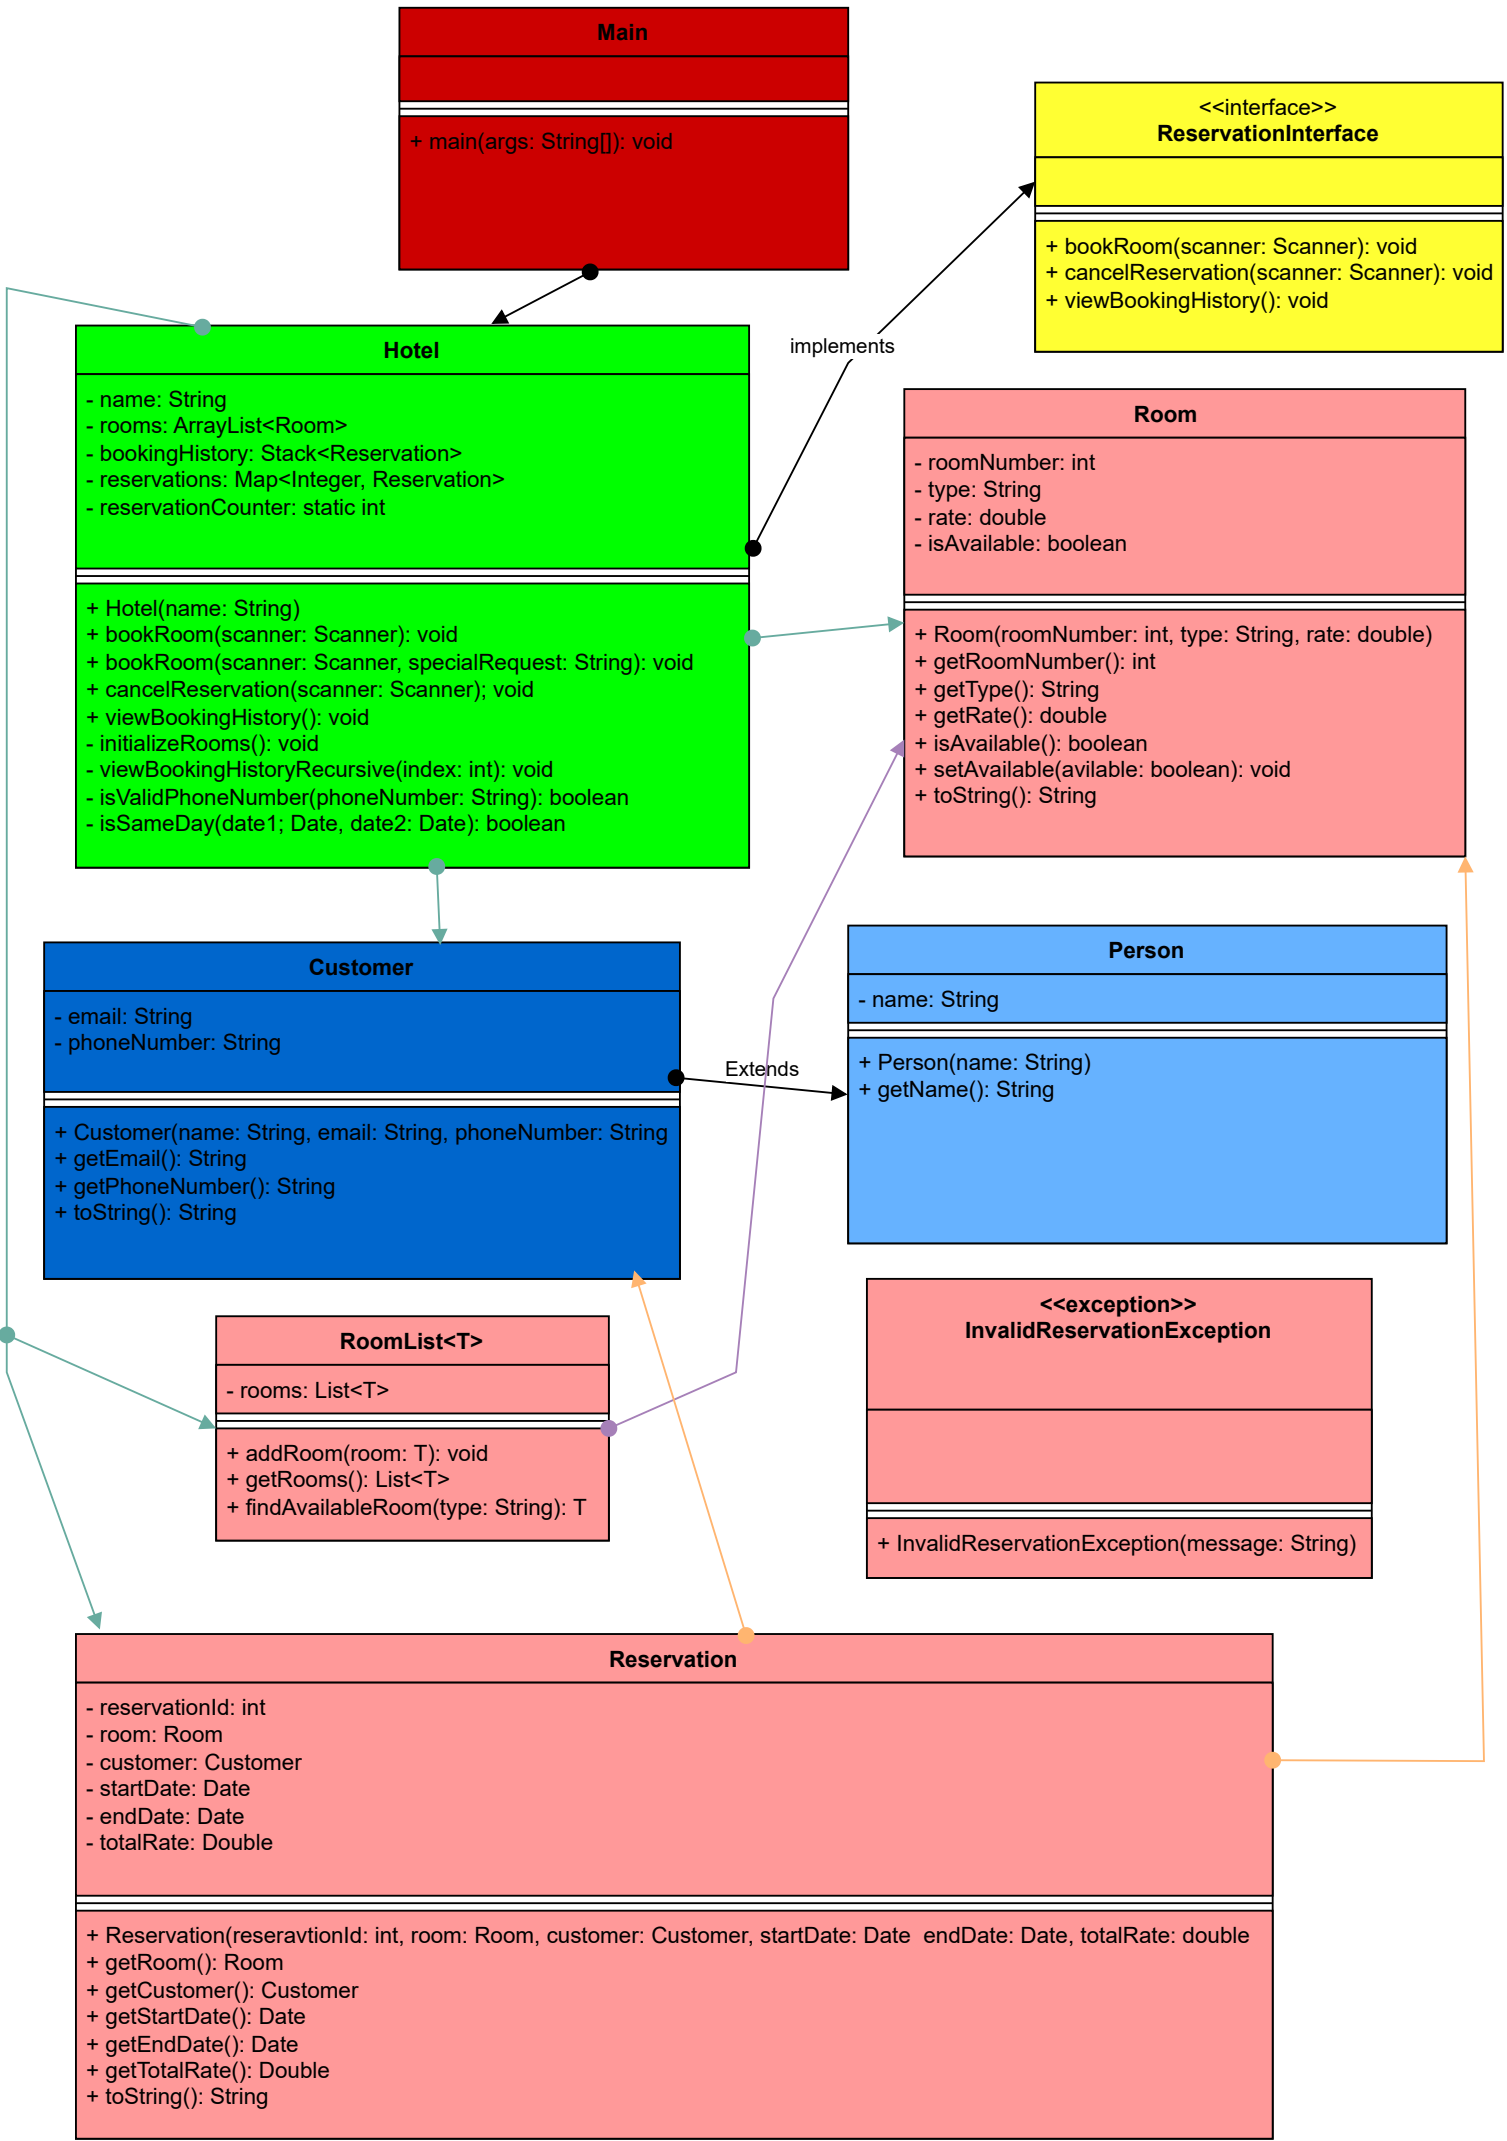 Main
+ main(args: String[]): void
<<interface>>
ReservationInterface
+ bookRoom(scanner: Scanner): void
+ cancelReservation(scanner: Scanner): void
+ viewBookingHistory(): void
implements
Hotel
- name: String
- rooms: ArrayList<Room>
- bookingHistory: Stack<Reservation>
- reservations: Map<Integer, Reservation>
- reservationCounter: static int
+ Hotel(name: String)
+ bookRoom(scanner: Scanner): void
+ bookRoom(scanner: Scanner, specialRequest: String): void
+ cancelReservation(scanner: Scanner); void
+ viewBookingHistory(): void
- initializeRooms(): void
- viewBookingHistoryRecursive(index: int): void
- isValidPhoneNumber(phoneNumber: String): boolean
- isSameDay(date1; Date, date2: Date): boolean
Room
- roomNumber: int
- type: String
- rate: double
- isAvailable: boolean
+ Room(roomNumber: int, type: String, rate: double)
+ getRoomNumber(): int
+ getType(): String
+ getRate(): double
+ isAvailable(): boolean
+ setAvailable(avilable: boolean): void
+ toString(): String
Customer
- email: String
- phoneNumber: String
+ Customer(name: String, email: String, phoneNumber: String
+ getEmail(): String
+ getPhoneNumber(): String
+ toString(): String
Extends
Person
- name: String
+ Person(name: String)
+ getName(): String
RoomList<T>
- rooms: List<T>
+ addRoom(room: T): void
+ getRooms(): List<T>
+ findAvailableRoom(type: String): T
<<exception>>
InvalidReservationException
+ InvalidReservationException(message: String)
Reservation
- reservationId: int
- room: Room
- customer: Customer
- startDate: Date
- endDate: Date
- totalRate: Double
+ Reservation(reseravtionId: int, room: Room, customer: Customer, startDate: Date  endDate: Date, totalRate: double
+ getRoom(): Room
+ getCustomer(): Customer
+ getStartDate(): Date
+ getEndDate(): Date
+ getTotalRate(): Double
+ toString(): String